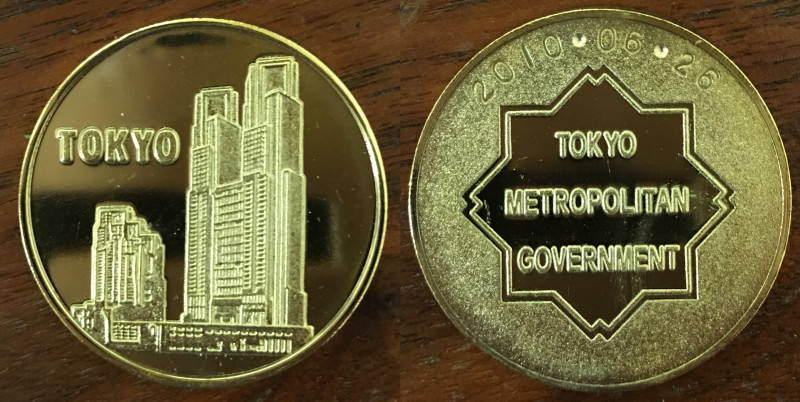 TOKYO
2010•06•26
TOKYO
METROPOLITAN
GOVERNMENT